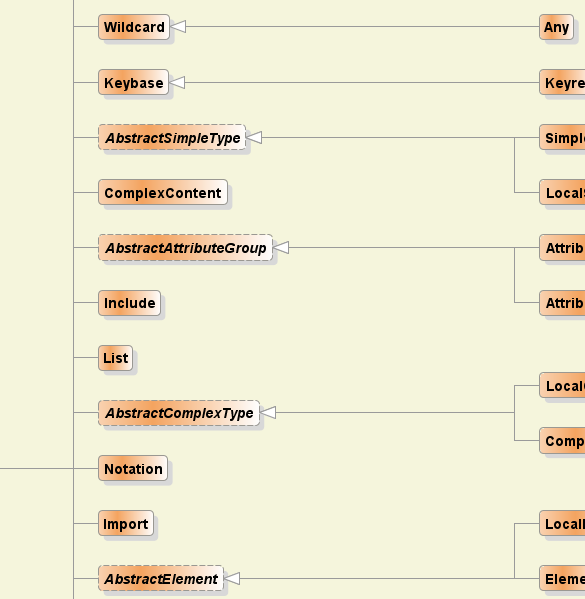 Wildcard
Any
Keybase
Keyre
AbstractSimpleType
Simpl
ComplexContent
Local
AbstractAttributeGroup
Attrib
Include
Attrib
List
Local
AbstractComplexType
Comp
Notation
Import
Local
AbstractElement
Eleme